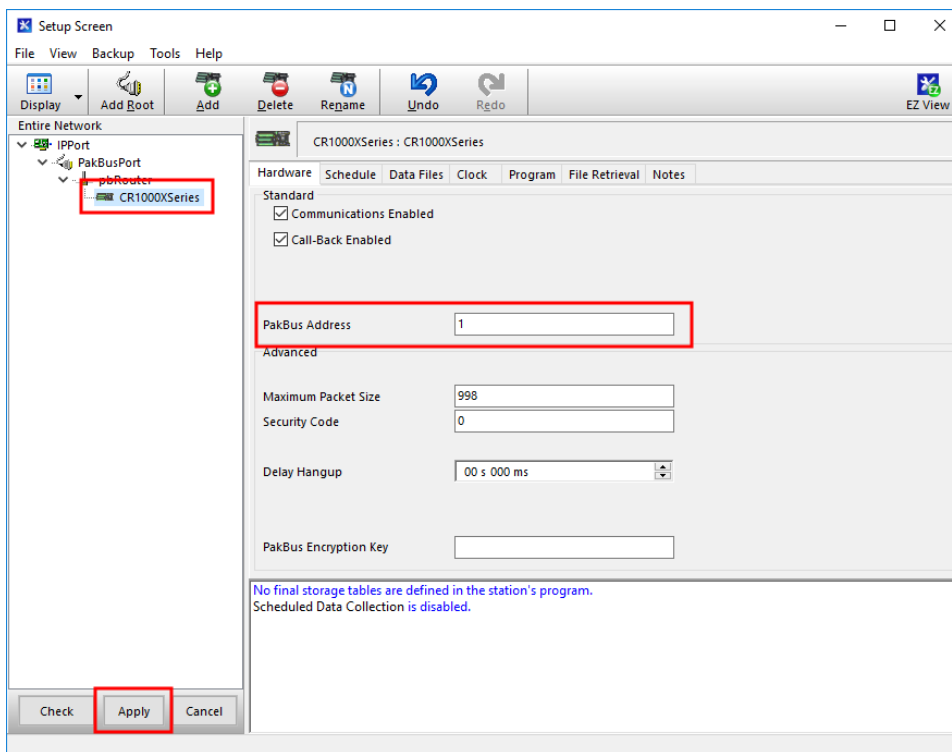 Setup Screen
File View Backup Tools Help
Display Add Root Add Delete Rename Undo Redo EZ View
Entire Network
IPPort
PakBusPort
pbRouter
CR1000XSeries
CR1000XSeries : CR1000XSeries
Hardware Schedule Data Files Clock Program File Retrieval Notes
Standard
Communications Enabled
Call-Back Enabled
PakBus Address 1
Advanced
Maximum Packet Size 998
Security Code 0
Delay Hangup 00 s 000 ms
PakBus Encryption Key
No final storage tables are defined in the station's program.
Scheduled Data Collection is disabled.
Check Apply Cancel